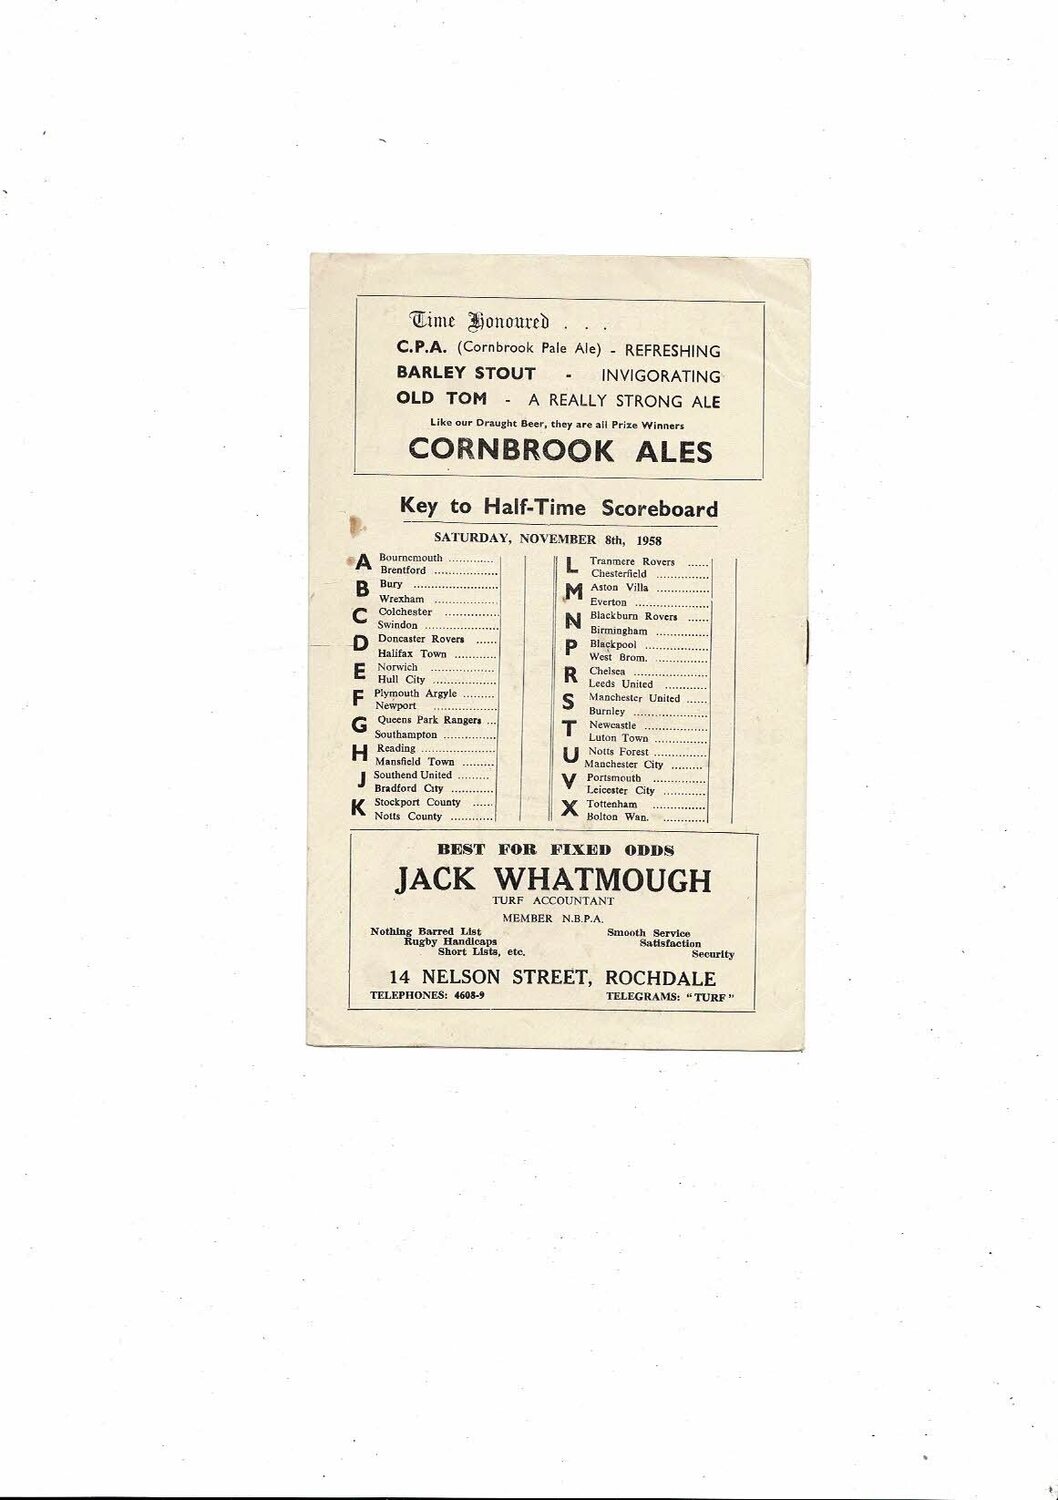 Time Honoured . . .
C.P.A. (Cornbrook Pale Ale) - REFRESHING
BARLEY STOUT - INVIGORATING
OLD TOM - A REALLY STRONG ALE
Like our Draught Beer, they are all Prize Winners
CORNBROOK ALES
Key to Half-Time Scoreboard
SATURDAY, NOVEMBER 8th, 1958
A Bournemouth .............
Brentford ..................
B Bury ........................
Wrexham ..................
C Colchester ...............
Swindon .....................
D Doncaster Rovers ......
Halifax Town ............
E Norwich ..................
Hull City ..................
F Plymouth Argyle .........
Newport ..................
G Queens Park Rangers ...
Southampton ...............
H Reading .....................
Mansfield Town .........
J Southend United .........
Bradford City ............
K Stockport County ......
Notts County ............
L Tranmere Rovers ......
Chesterfield ...............
M Aston Villa ...............
Everton .....................
N Blackburn Rovers ......
Birmingham ...............
P Blackpool ..................
West Brom. ...............
R Chelsea .....................
Leeds United ............
S Manchester United ......
Burnley .....................
T Newcastle ..................
Luton Town ...............
U Notts Forest ...............
Manchester City .........
V Portsmouth ...............
Leicester City ............
X Tottenham ...............
Bolton Wan. ............
BEST FOR FIXED ODDS
JACK WHATMOUGH
TURF ACCOUNTANT
MEMBER N.B.P.A.
Nothing Barred List
Rugby Handicaps
Short Lists, etc.
Smooth Service
Satisfaction
Security
14 NELSON STREET, ROCHDALE
TELEPHONES: 4608-9 TELEGRAMS: "TURF"